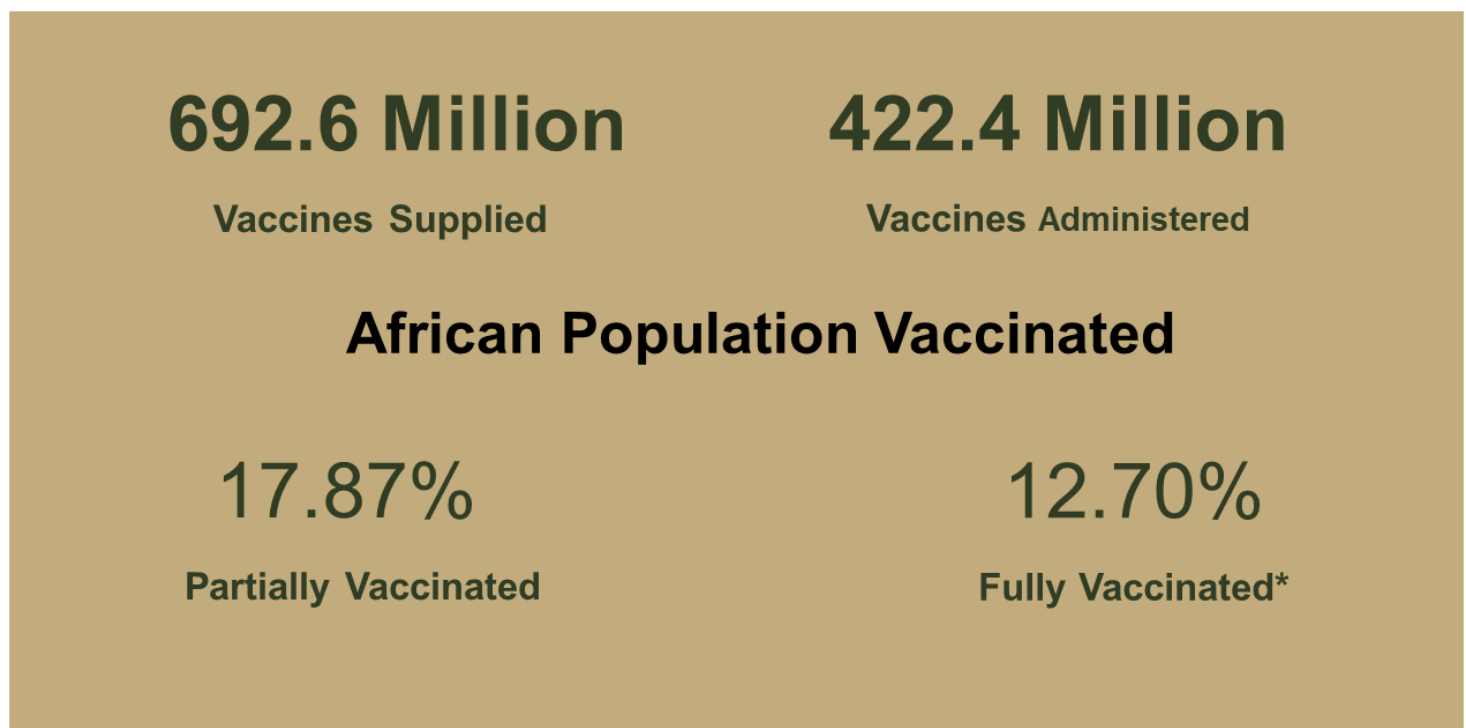 692.6 Million 422.4 Million
Vaccines Supplied Vaccines Administered
African Population Vaccinated
17.87% 12.70%
Partially Vaccinated Fully Vaccinated*